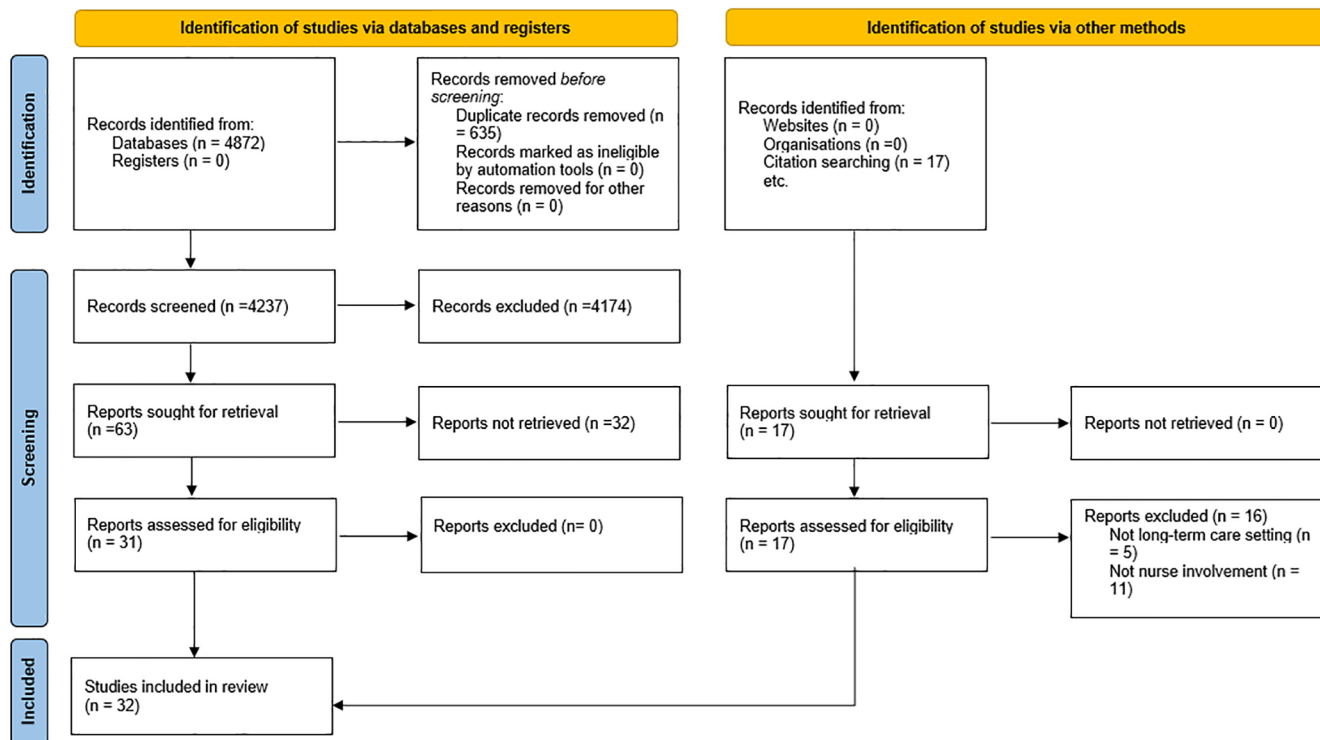 Identification of studies via databases and registers
Identification of studies via other methods
Identification
Records identified from:
Databases (n = 4872)
Registers (n = 0)
Records removed before
screening:
Duplicate records removed (n
= 635)
Records marked as ineligible
by automation tools (n = 0)
Records removed for other
reasons (n = 0)
Records identified from:
Websites (n = 0)
Organisations (n =0)
Citation searching (n = 17)
etc.
Screening
Records screened (n =4237)
Records excluded (n =4174)
Reports sought for retrieval
(n =63)
Reports not retrieved (n =32)
Reports sought for retrieval
(n = 17)
Reports not retrieved (n = 0)
Reports assessed for eligibility
(n = 31)
Reports excluded (n= 0)
Reports assessed for eligibility
(n = 17)
Reports excluded (n = 16)
Not long-term care setting (n
= 5)
Not nurse involvement (n =
11)
Included
Studies included in review
(n = 32)